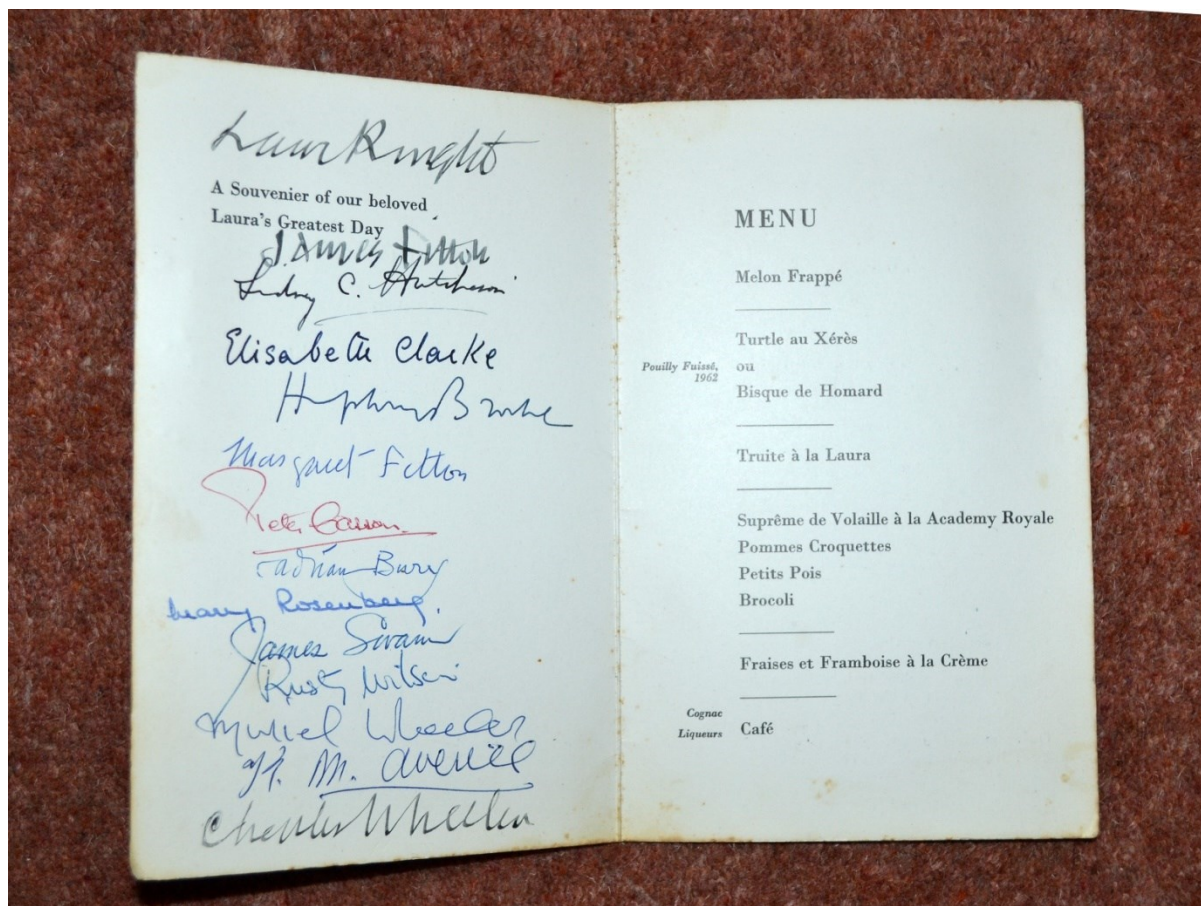 Laura Knight
A Souvenier of our beloved
Laura's Greatest Day
James Fitton
Sidney C. Hutchison
Elisabeth Clarke
Humphrey Brooke
Margaret Fitton
Peter Casson
Adrian Bury
Mary Rosenberg.
James Swann
Rusty Wilson
Muriel Wheeler
M. Averill
Charles Wheeler
MENU
Melon Frappé
Turtle au Xérès
Pouilly Fuissé,
1962
ou
Bisque de Homard
Truite à la Laura
Suprême de Volaille à la Academy Royale
Pommes Croquettes
Petits Pois
Brocoli
Fraises et Framboise à la Crème
Cognac
Liqueurs
Café